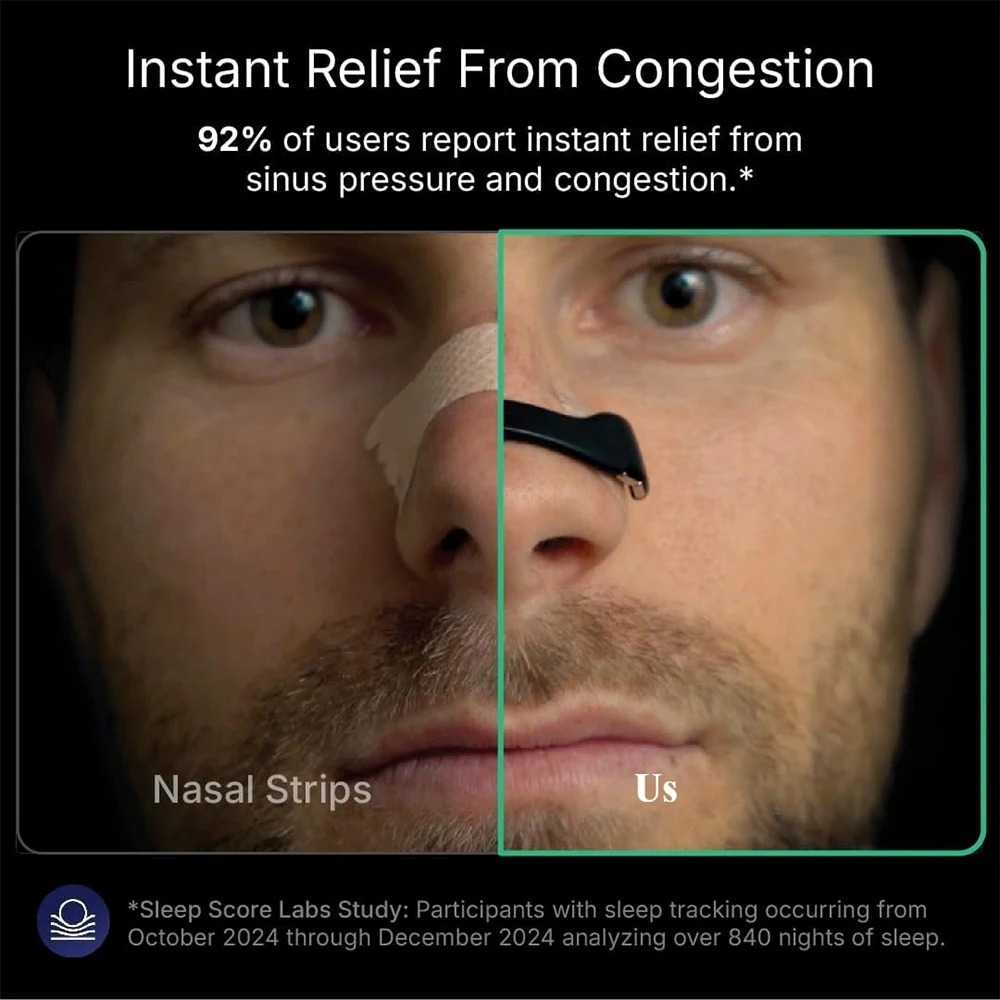 Instant Relief From Congestion
92% of users report instant relief from
sinus pressure and congestion.*
Nasal Strips
Us
*Sleep Score Labs Study: Participants with sleep tracking occurring from
October 2024 through December 2024 analyzing over 840 nights of sleep.